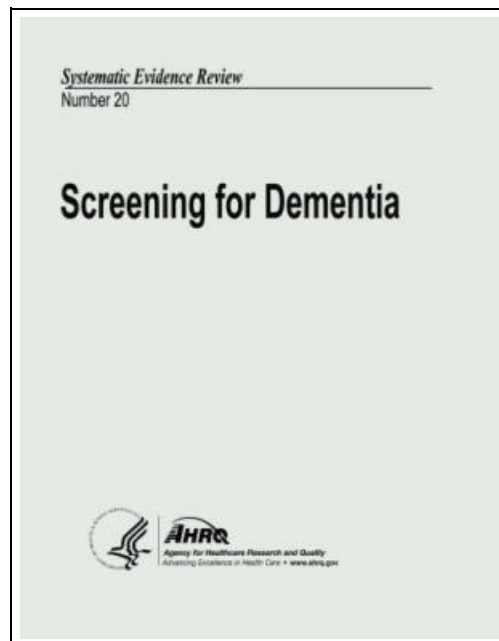 Systematic Evidence Review
Number 20
Screening for Dementia
AHRQ
Agency for Healthcare Research and Quality
Advancing Excellence in Health Care • www.ahrq.gov